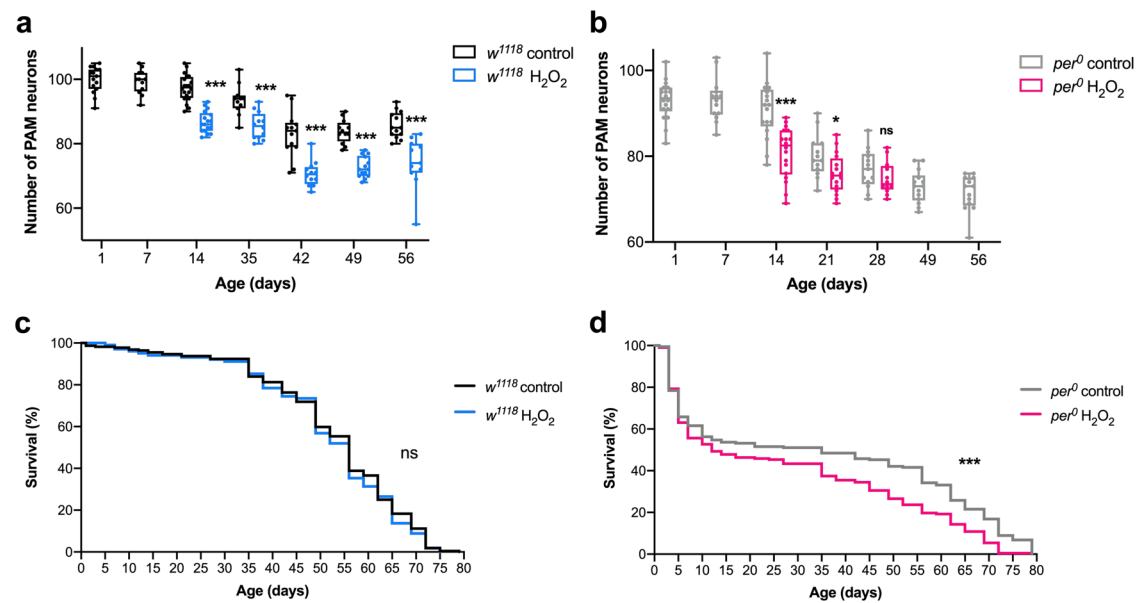 a
Number of PAM neurons
100
80
60
***
***
***
***
***
1 7 14 35 42 49 56
Age (days)
w1118 control
w1118 H2O2
b
Number of PAM neurons
100
80
60
***
*
ns
1 7 14 21 28 49 56
Age (days)
per0 control
per0 H2O2
c
Survival (%)
100
80
60
40
20
0
ns
0 5 10 15 20 25 30 35 40 45 50 55 60 65 70 75 80
Age (days)
w1118 control
w1118 H2O2
d
Survival (%)
100
80
60
40
20
0
***
0 5 10 15 20 25 30 35 40 45 50 55 60 65 70 75 80
Age (days)
per0 control
per0 H2O2